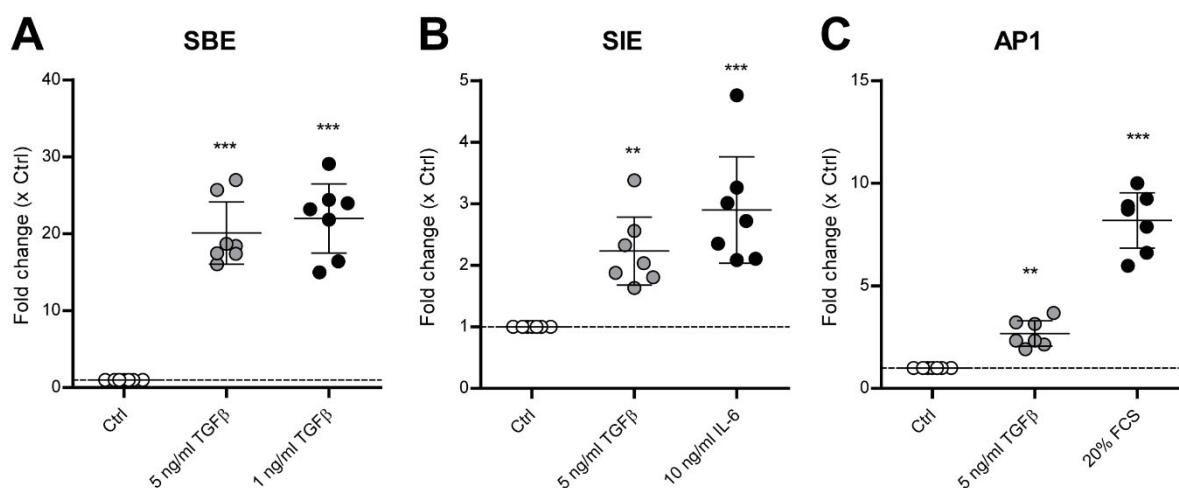 A
SBE
Fold change (x Ctrl)
40
30
20
10
0
***
***
Ctrl
5 ng/ml TGFβ
1 ng/ml TGFβ
B
SIE
Fold change (x Ctrl)
5
4
3
2
1
0
**
***
Ctrl
5 ng/ml TGFβ
10 ng/ml IL-6
C
AP1
Fold change (x Ctrl)
15
10
5
0
**
***
Ctrl
5 ng/ml TGFβ
20% FCS